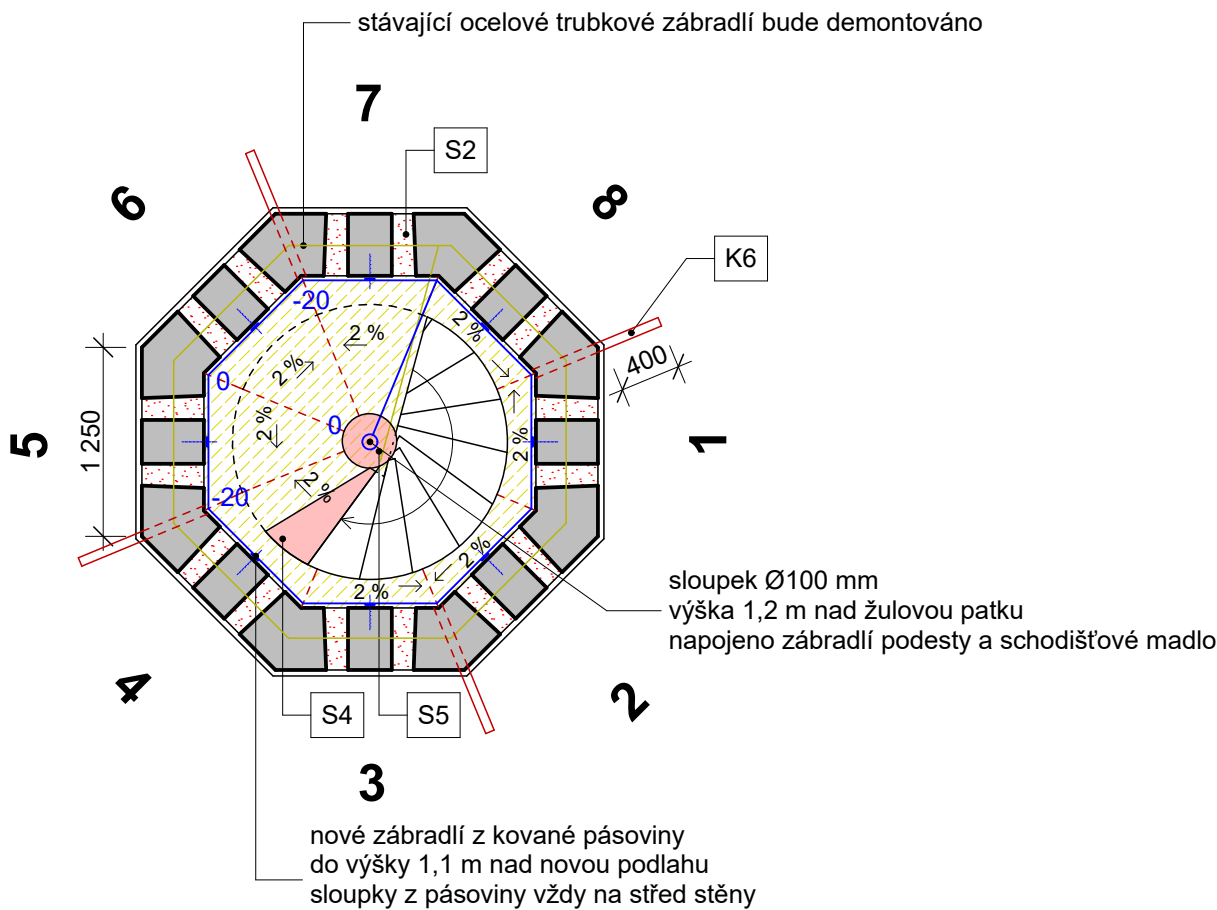 stávající ocelové trubkové zábradlí bude demontováno
7
S2
6
8
K6
-20
2 %
2 %
2 %
400
0
0
2 %
1 250
5
1
2 %
-20
2 %
2 %
2 %
sloupek Ø100 mm
výška 1,2 m nad žulovou patku
napojeno zábradlí podesty a schodišťové madlo
4
S4
S5
2
3
nové zábradlí z kované pásoviny
do výšky 1,1 m nad novou podlahu
sloupky z pásoviny vždy na střed stěny